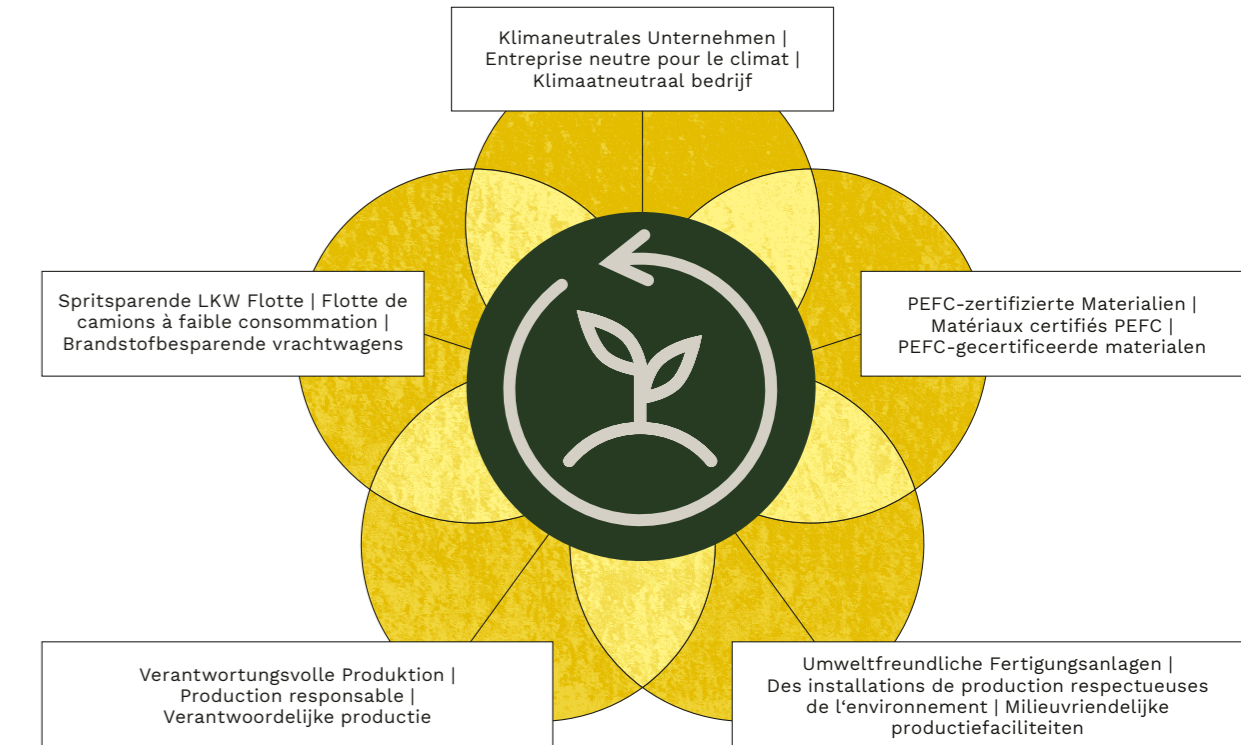 Klimaneutrales Unternehmen |
Entreprise neutre pour le climat |
Klimaatneutraal bedrijf
Spritsparende LKW Flotte | Flotte de
camions à faible consommation |
Brandstofbesparende vrachtwagens
PEFC-zertifizierte Materialien |
Matériaux certifiés PEFC |
PEFC-gecertificeerde materialen
Verantwortungsvolle Produktion |
Production responsable |
Verantwoordelijke productie
Umweltfreundliche Fertigungsanlagen |
Des installations de production respectueuses
de l‘environnement | Milieuvriendelijke
productiefaciliteiten